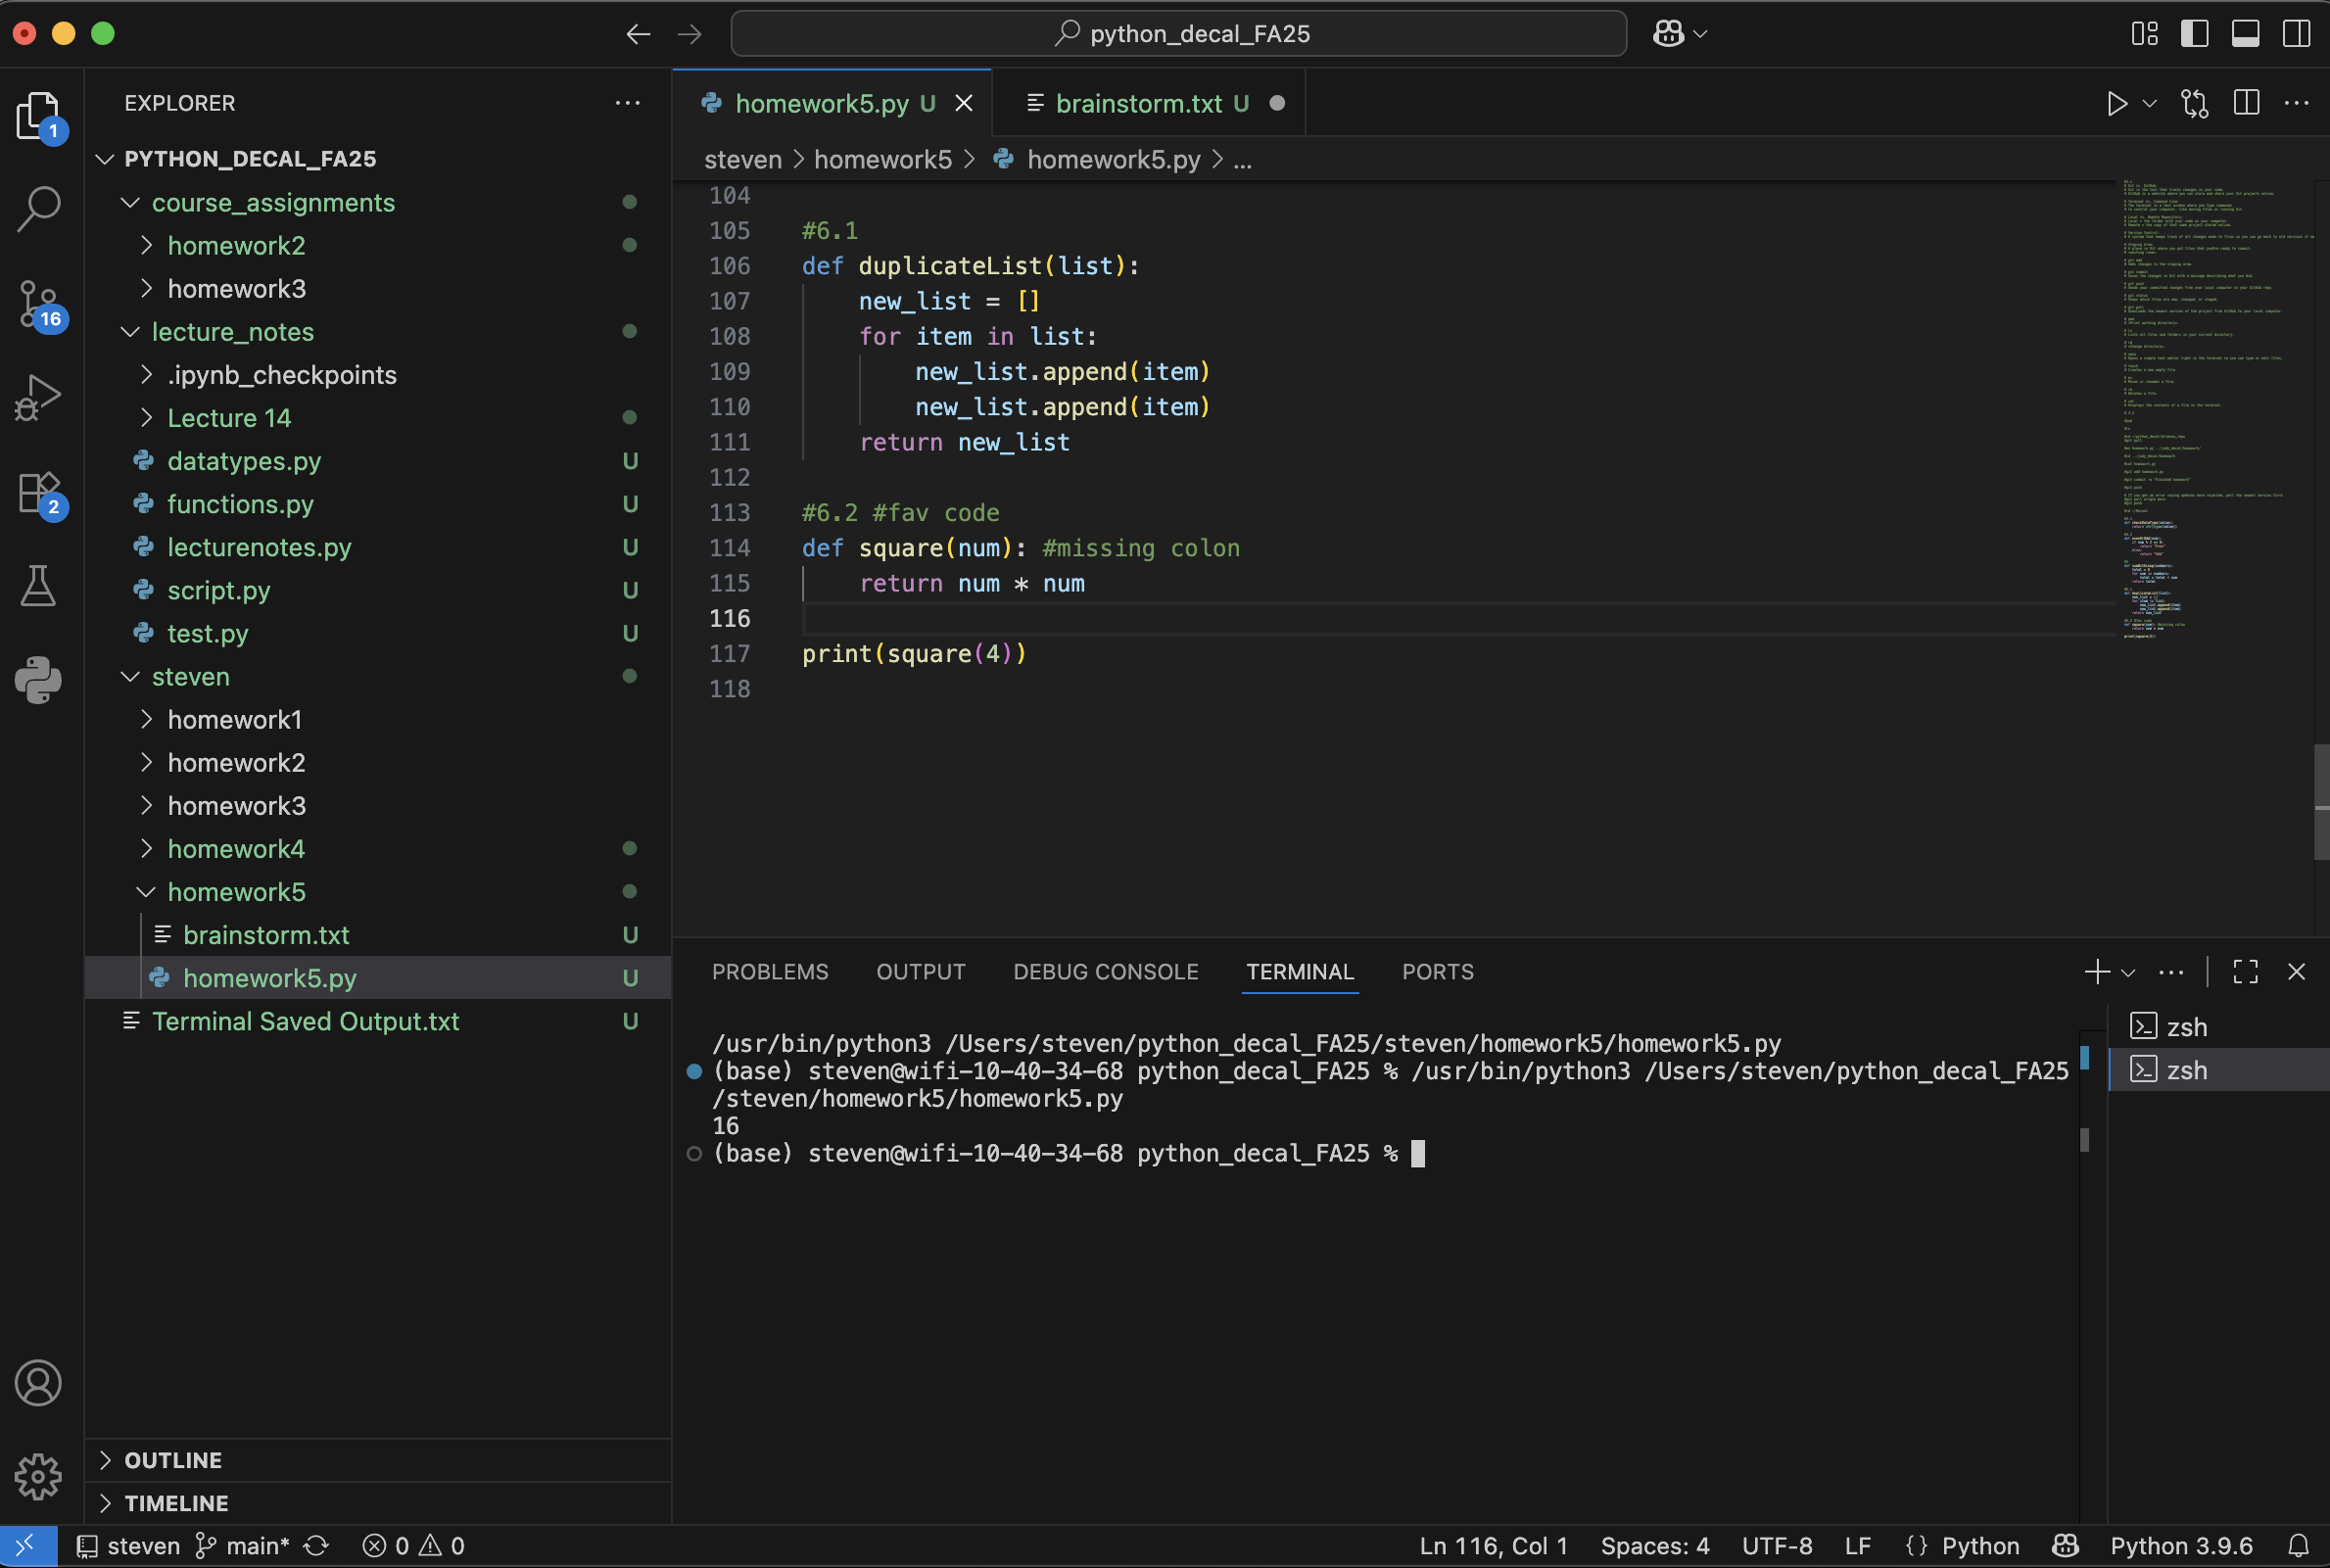 python_decal_FA25
EXPLORER
homework5.py U
brainstorm.txt U
1
PYTHON_DECAL_FA25
course_assignments
homework2
homework3
lecture_notes
.ipynb_checkpoints
Lecture 14
datatypes.py U
functions.py U
lecturenotes.py U
script.py U
test.py U
steven
homework1
homework2
homework3
homework4
homework5
brainstorm.txt U
homework5.py U
Terminal Saved Output.txt U
16
2
OUTLINE
TIMELINE
steven > homework5 > homework5.py > ...
104
105 #6.1
106 def duplicateList(list):
107 new_list = []
108 for item in list:
109 new_list.append(item)
110 new_list.append(item)
111 return new_list
112
113 #6.2 #fav code
114 def square(num): #missing colon
115 return num * num
116
117 print(square(4))
118
PROBLEMS OUTPUT DEBUG CONSOLE TERMINAL PORTS
/usr/bin/python3 /Users/steven/python_decal_FA25/steven/homework5/homework5.py
(base) steven@wifi-10-40-34-68 python_decal_FA25 % /usr/bin/python3 /Users/steven/python_decal_FA25
/steven/homework5/homework5.py
16
(base) steven@wifi-10-40-34-68 python_decal_FA25 %
zsh
zsh
steven main* 0 0 Ln 116, Col 1 Spaces: 4 UTF-8 LF {} Python Python 3.9.6